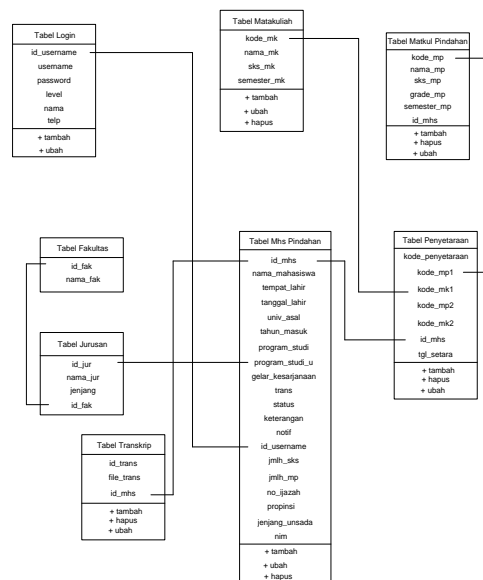 Tabel Login
id_username
username
password
level
nama
telp
+ tambah
+ ubah
Tabel Matakuliah
kode_mk
nama_mk
sks_mk
semester_mk
+ tambah
+ ubah
+ hapus
Tabel Matkul Pindahan
kode_mp
nama_mp
sks_mp
grade_mp
semester_mp
id_mhs
+ tambah
+ hapus
+ ubah
Tabel Fakultas
id_fak
nama_fak
Tabel Jurusan
id_jur
nama_jur
jenjang
id_fak
Tabel Transkrip
id_trans
file_trans
id_mhs
+ tambah
+ hapus
+ ubah
Tabel Mhs Pindahan
id_mhs
nama_mahasiswa
tempat_lahir
tanggal_lahir
univ_asal
tahun_masuk
program_studi
program_studi_u
gelar_kesarjanaan
trans
status
keterangan
notif
id_username
jmlh_sks
jmlh_mp
no_ijazah
propinsi
jenjang_unsada
nim
+ tambah
+ ubah
+ hapus
Tabel Penyetaraan
kode_penyetaraan
kode_mp1
kode_mk1
kode_mp2
kode_mk2
id_mhs
tgl_setara
+ tambah
+ hapus
+ ubah